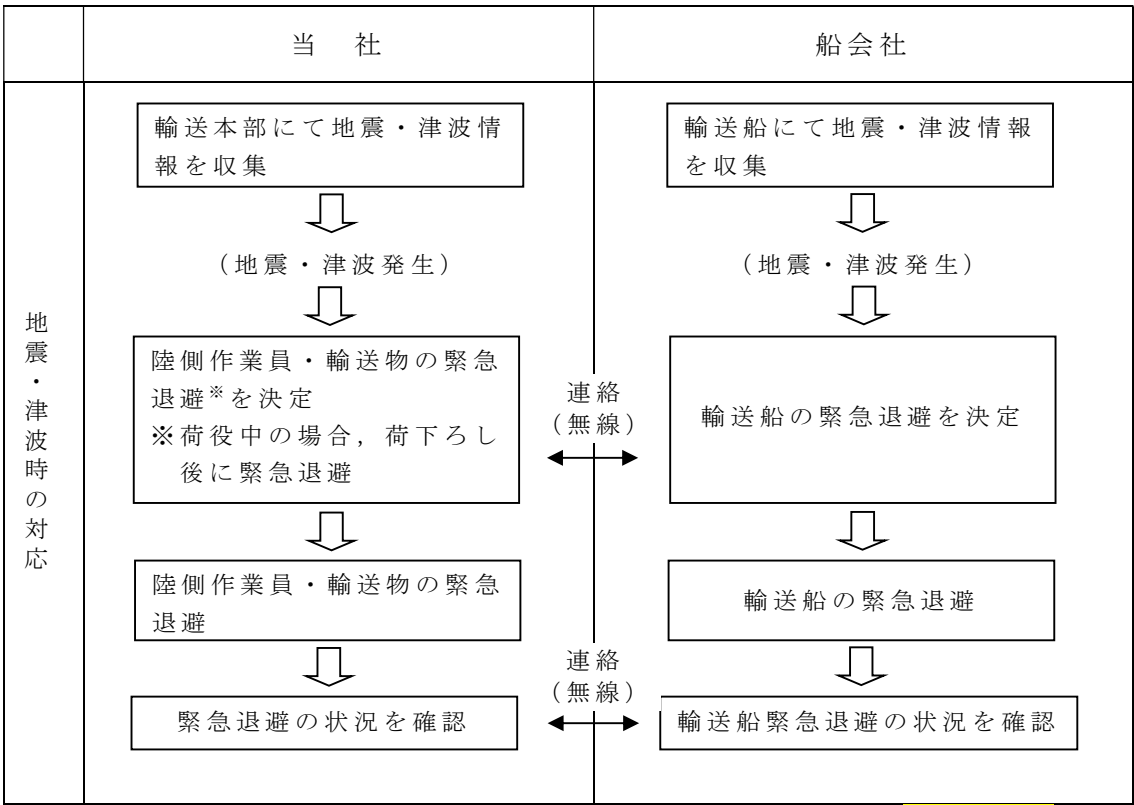 当　社
船会社
地震・津波時の対応
輸送本部にて地震・津波情
報を収集
（地震・津波発生）
陸側作業員・輸送物の緊急
退避※を決定
※荷役中の場合，荷下ろし
後に緊急退避
陸側作業員・輸送物の緊急
退避
緊急退避の状況を確認
連絡
（無線）
連絡
（無線）
輸送船にて地震・津波情報
を収集
（地震・津波発生）
輸送船の緊急退避を決定
輸送船の緊急退避
輸送船緊急退避の状況を確認